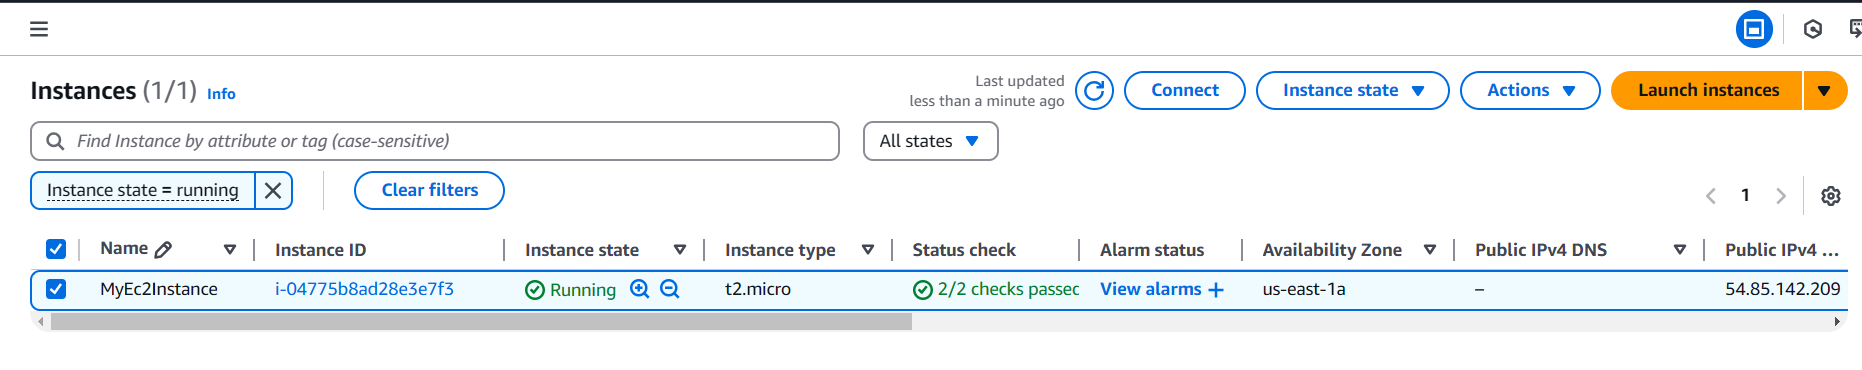 Instances (1/1) Info
Last updated
less than a minute ago
Connect
Instance state
Actions
Launch instances
Find Instance by attribute or tag (case-sensitive)
All states
Instance state = running
Clear filters
1
Name Instance ID Instance state Instance type Status check Alarm status Availability Zone Public IPv4 DNS Public IPv4 ...
MyEc2Instance i-04775b8ad28e3e7f3 Running t2.micro 2/2 checks passec View alarms + us-east-1a – 54.85.142.209